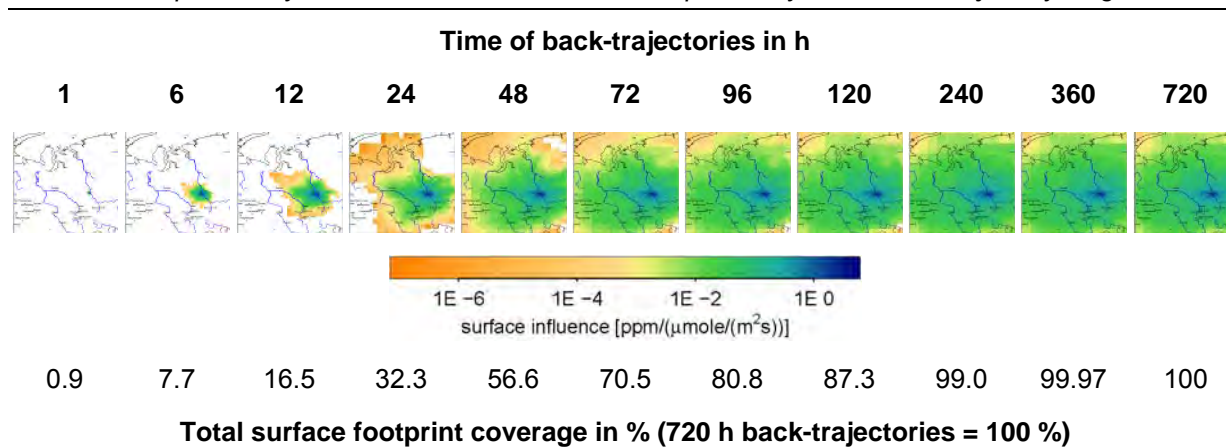 Time of back-trajectories in h
1 6 12 24 48 72 96 120 240 360 720
1E −6 1E −4 1E −2 1E 0
surface influence [ppm/(μmole/(m²s))]
0.9 7.7 16.5 32.3 56.6 70.5 80.8 87.3 99.0 99.97 100
Total surface footprint coverage in % (720 h back-trajectories = 100 %)